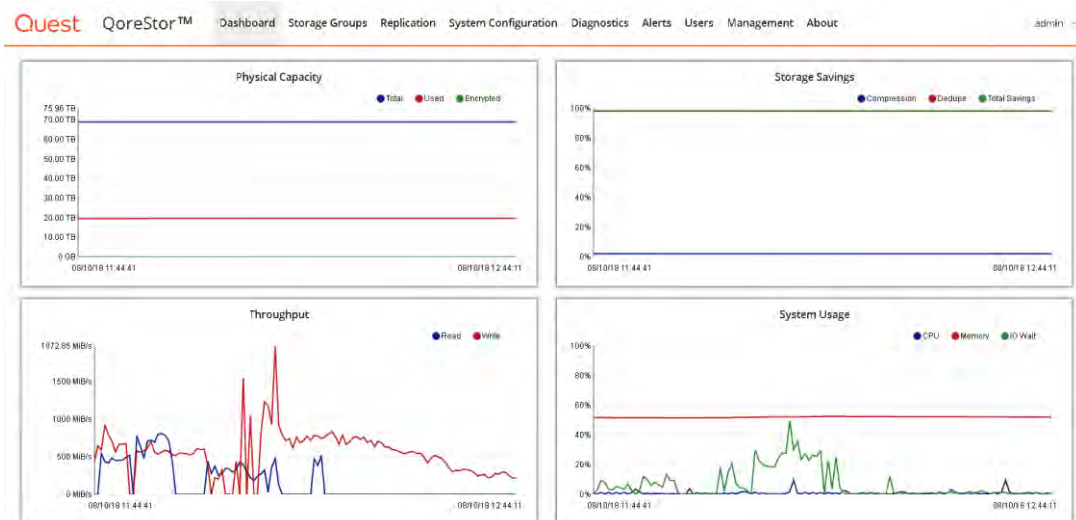 Quest QoreStor™ Dashboard Storage Groups Replication System Configuration Diagnostics Alerts Users Management About admin
Physical Capacity
Total Used Encrypted
75.96 TB
70.00 TB
60.00 TB
50.00 TB
40.00 TB
30.00 TB
20.00 TB
10.00 TB
0 GB
08/10/18 11:44:41 08/10/18 12:44:11
Storage Savings
Compression Dedupe Total Savings
100%
80%
60%
40%
20%
0%
08/10/18 11:44:41 08/10/18 12:44:11
Throughput
Read Write
1972.85 MiB/s
1500 MiB/s
1000 MiB/s
500 MiB/s
0 MiB/s
08/10/18 11:44:41 08/10/18 12:44:11
System Usage
CPU Memory IO Wait
100%
80%
60%
40%
20%
0%
08/10/18 11:44:41 08/10/18 12:44:11